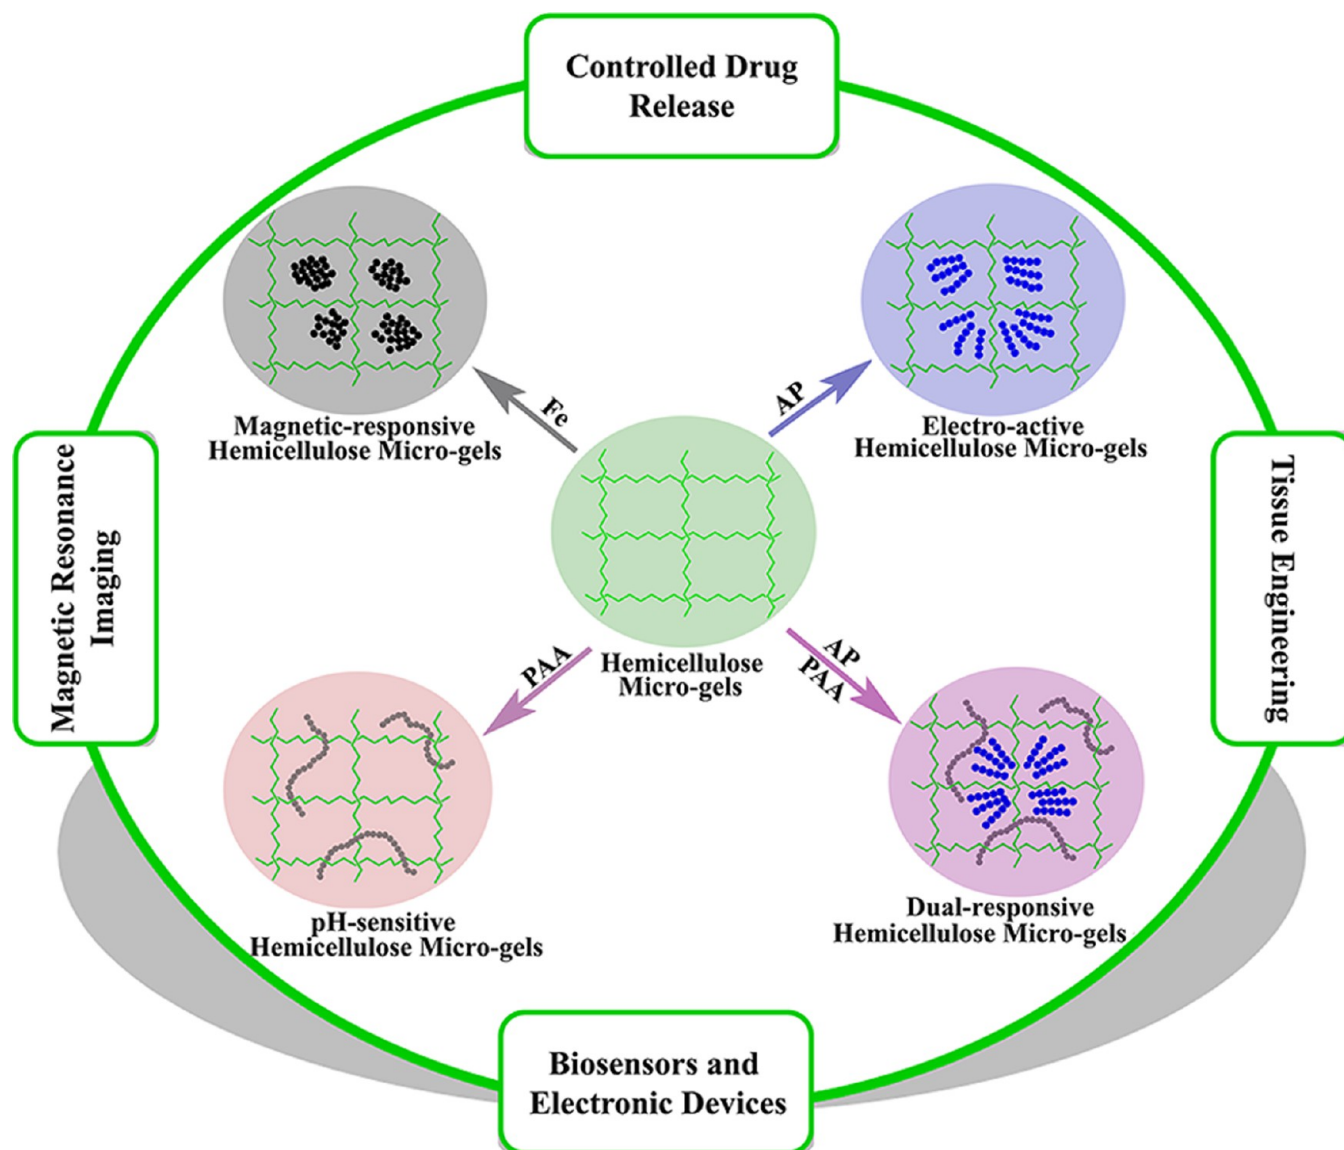 Controlled Drug
Release
Fe
AP
Magnetic-responsive
Hemicellulose Micro-gels
Electro-active
Hemicellulose Micro-gels
Magnetic Resonance
Imaging
Tissue Engineering
Hemicellulose
Micro-gels
PAA
AP
PAA
pH-sensitive
Hemicellulose Micro-gels
Dual-responsive
Hemicellulose Micro-gels
Biosensors and
Electronic Devices